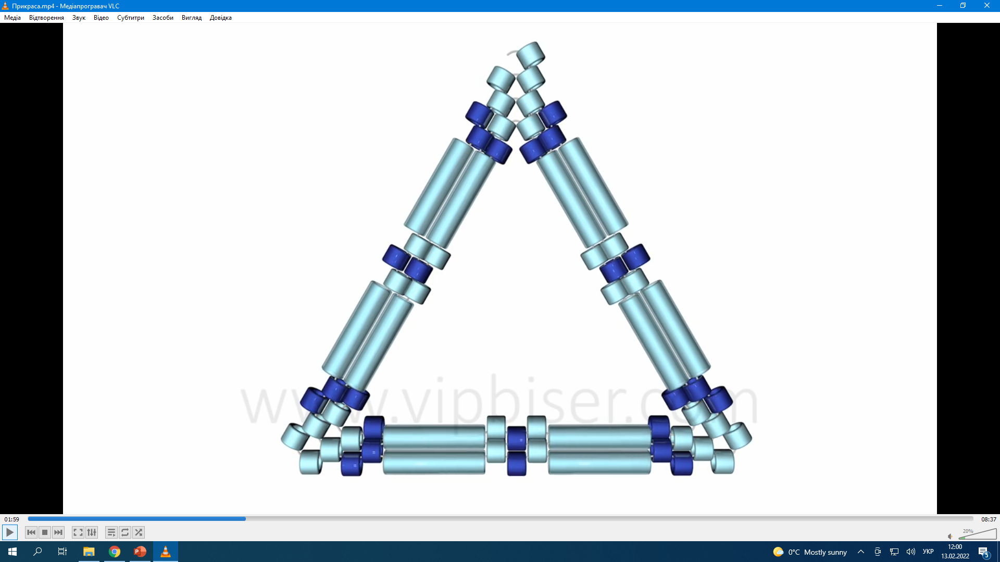 Прикраса.mp4 - Медіапрогравач VLC
Медіа Відтворення Звук Відео Субтитри Засоби Вигляд Довідка
www.vipbiser.com
01:59 08:37
20%
0°C Mostly sunny УКР 12:00
13.02.2022 5